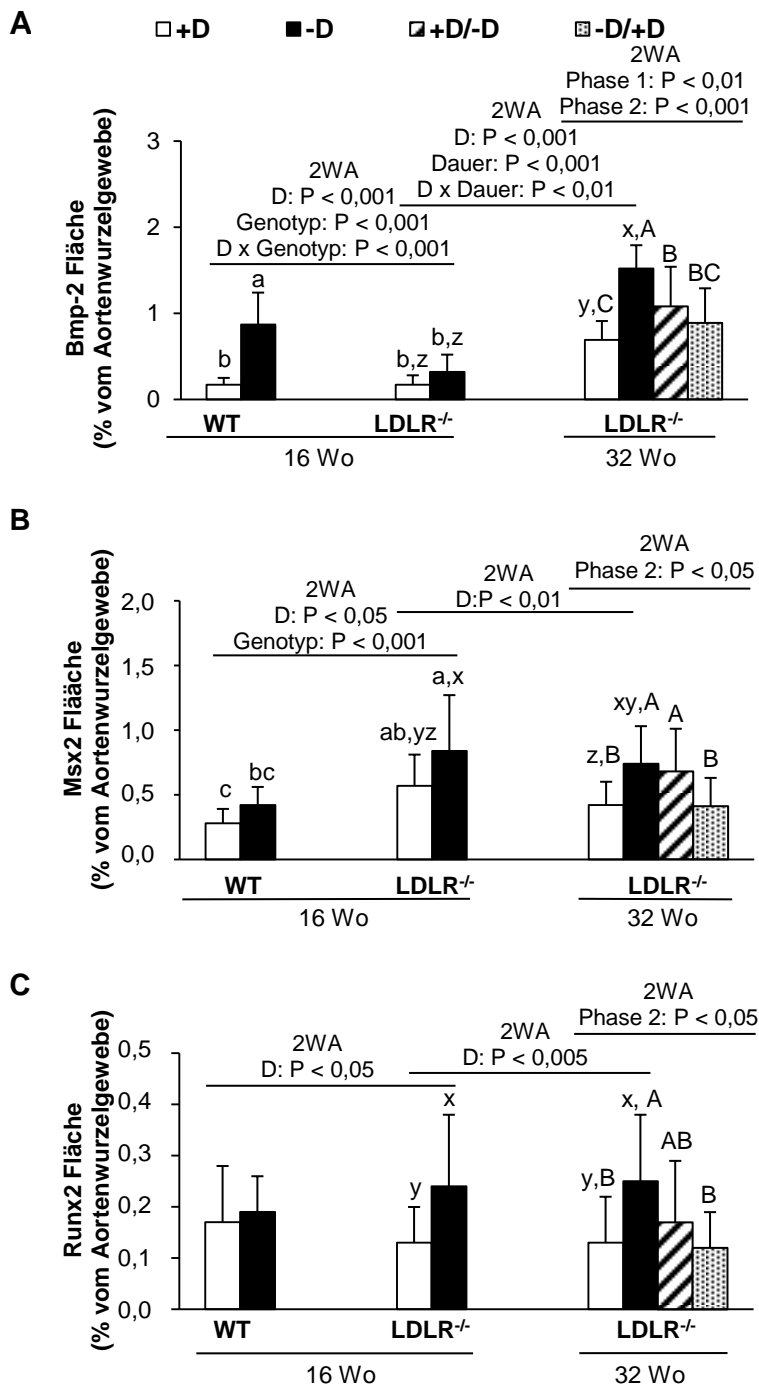 A
+D -D +D/-D -D/+D
2WA
Phase 1: P < 0,01
Phase 2: P < 0,001
2WA
D: P < 0,001
Dauer: P < 0,001
D x Dauer: P < 0,01
2WA
D: P < 0,001
Genotyp: P < 0,001
D x Genotyp: P < 0,001
Bmp-2 Fläche
(% vom Aortenwurzelgewebe)
3
2
1
0
b a b,z b,z y,C x,A B BC
WT LDLR-/- LDLR-/-
16 Wo 32 Wo
B
2WA
Phase 2: P < 0,05
2WA
D:P < 0,01
2WA
D: P < 0,05
Genotyp: P < 0,001
Msx2 Flääche
(% vom Aortenwurzelgewebe)
2,0
1,5
1,0
0,5
0,0
c bc ab,yz a,x z,B xy,A A B
WT LDLR-/- LDLR-/-
16 Wo 32 Wo
C
2WA
Phase 2: P < 0,05
2WA
D: P < 0,005
2WA
D: P < 0,05
Runx2 Fläche
(% vom Aortenwurzelgewebe)
0,5
0,4
0,3
0,2
0,1
0,0
y x y,B x, A AB B
WT LDLR-/- LDLR-/-
16 Wo 32 Wo